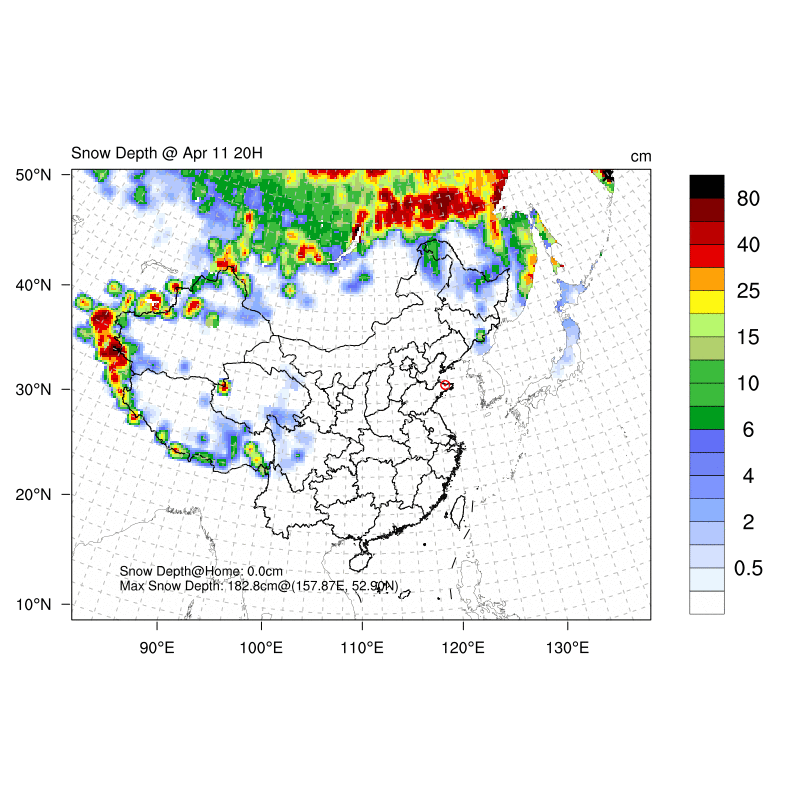 Snow Depth @ Apr 11 20H
cm
50°N
40°N
30°N
20°N
10°N
90°E
100°E
110°E
120°E
130°E
80
40
25
15
10
6
4
2
0.5
Snow Depth@Home: 0.0cm
Max Snow Depth: 182.8cm@(157.87E, 52.90N)